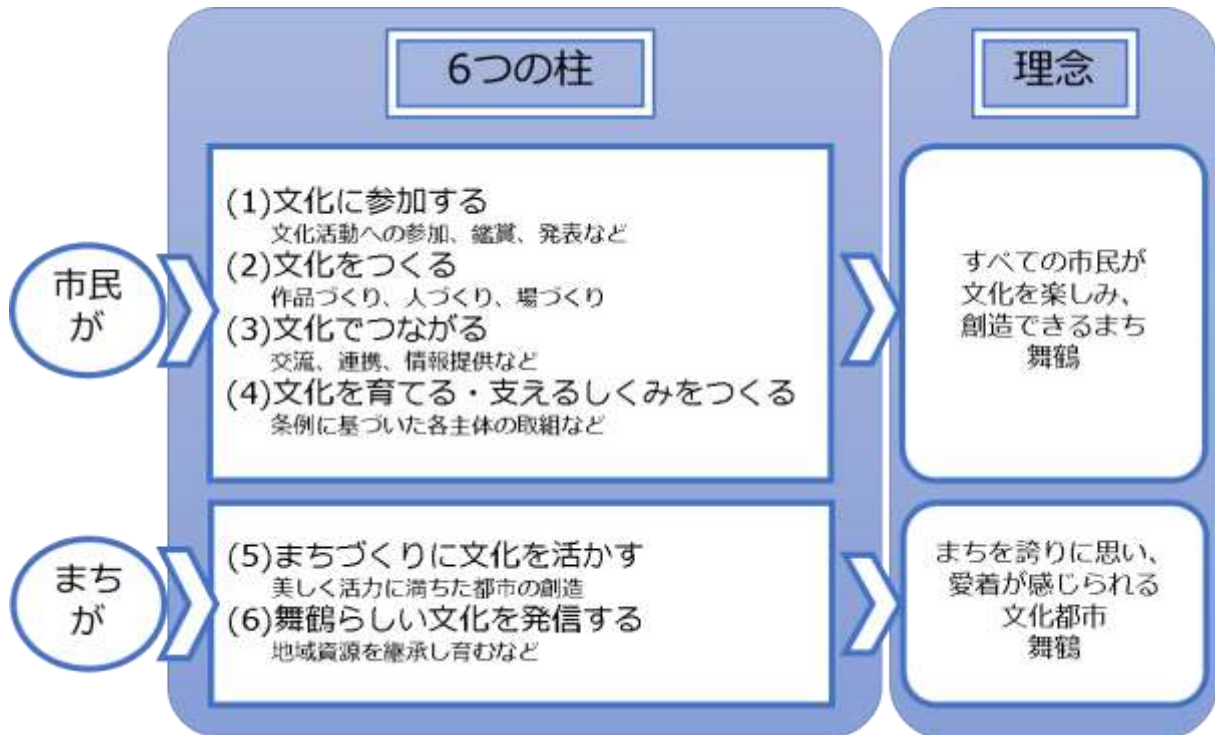 6つの柱
理念
市民
が
(1)文化に参加する
文化活動への参加、鑑賞、発表など
(2)文化をつくる
作品づくり、人づくり、場づくり
(3)文化でつながる
交流、連携、情報提供など
(4)文化を育てる・支えるしくみをつくる
条例に基づいた各主体の取組など
すべての市民が
文化を楽しみ、
創造できるまち
舞鶴
まち
が
(5)まちづくりに文化を活かす
美しく活力に満ちた都市の創造
(6)舞鶴らしい文化を発信する
地域資源を継承し育むなど
まちを誇りに思い、
愛着が感じられる
文化都市
舞鶴